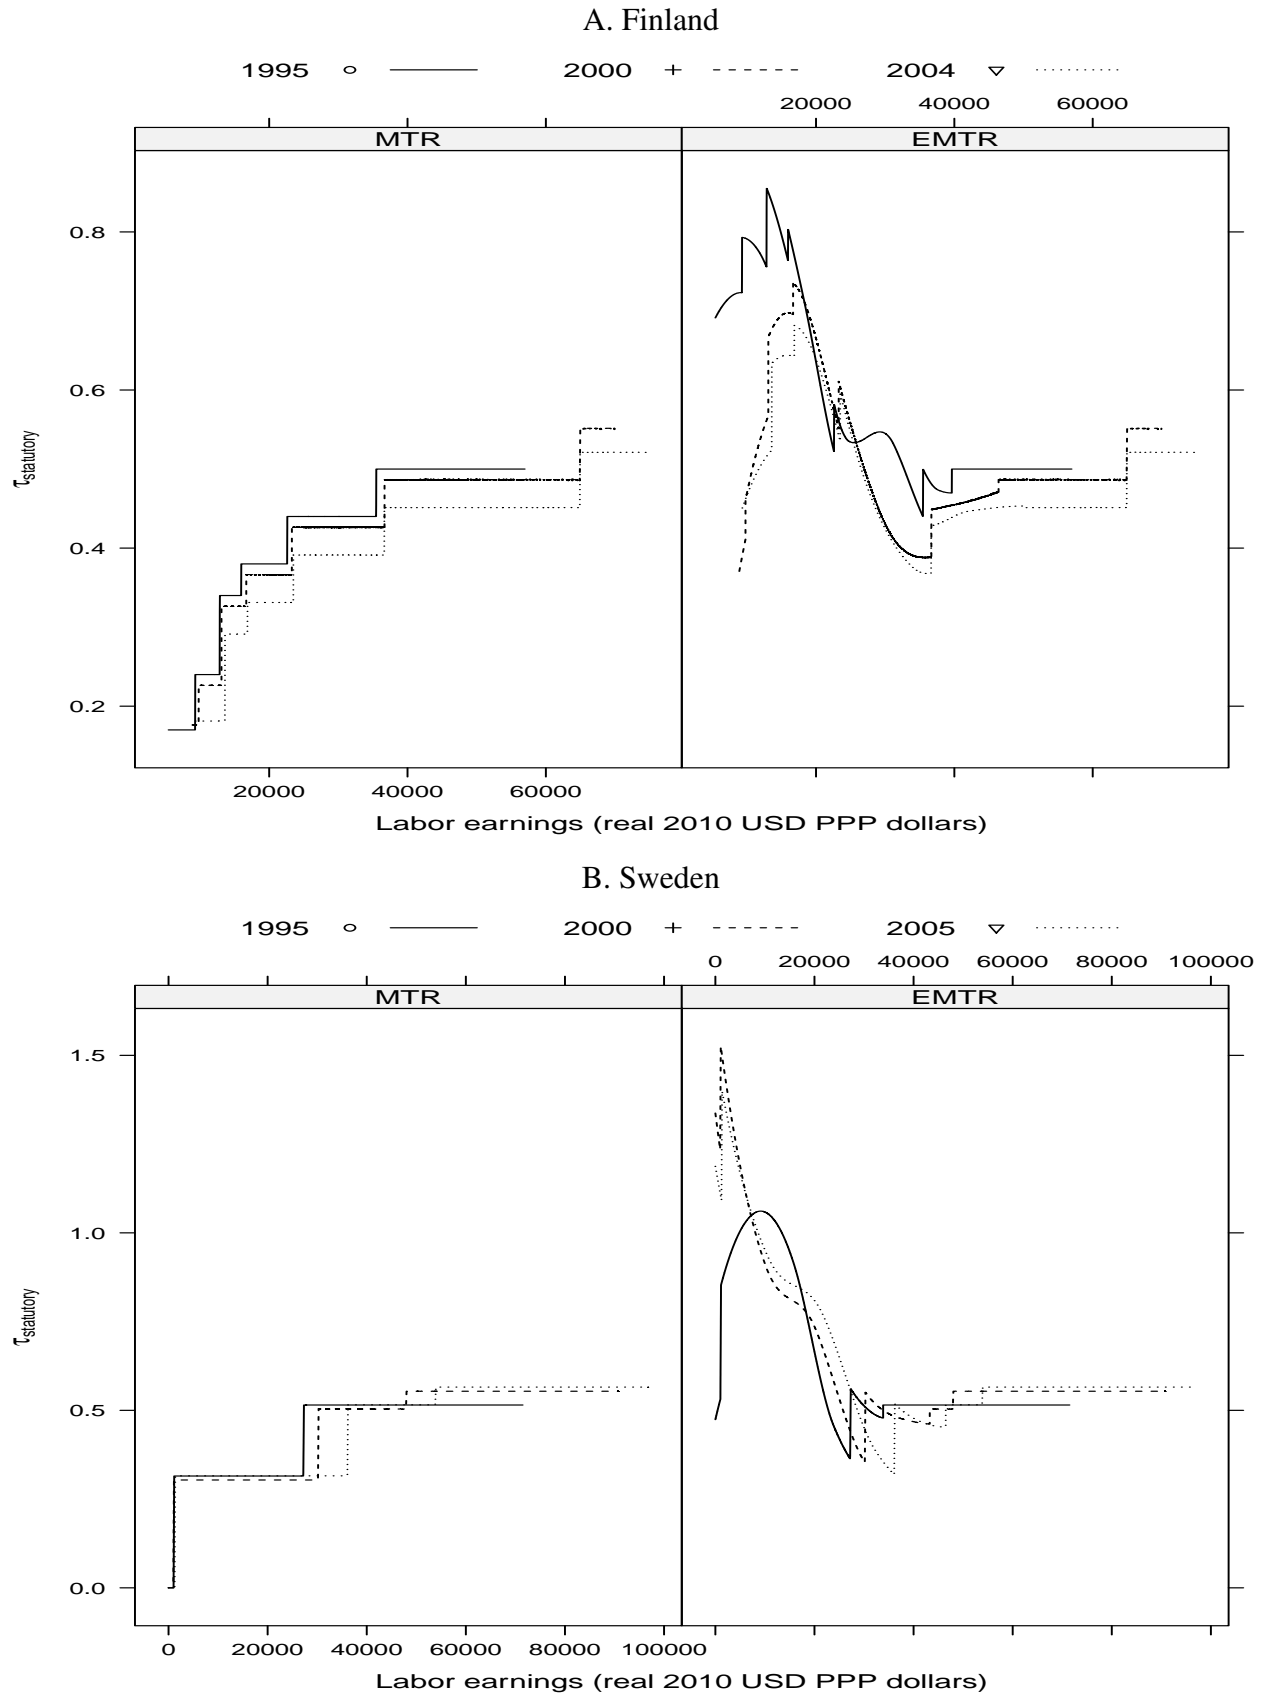 A. Finland
1995 2000 2004
20000 40000 60000
MTR EMTR
0.8
0.6
0.4
0.2
τstatutory
20000 40000 60000
Labor earnings (real 2010 USD PPP dollars)
B. Sweden
1995 2000 2005
0 20000 40000 60000 80000 100000
MTR EMTR
1.5
1.0
0.5
0.0
τstatutory
0 20000 40000 60000 80000 100000
Labor earnings (real 2010 USD PPP dollars)